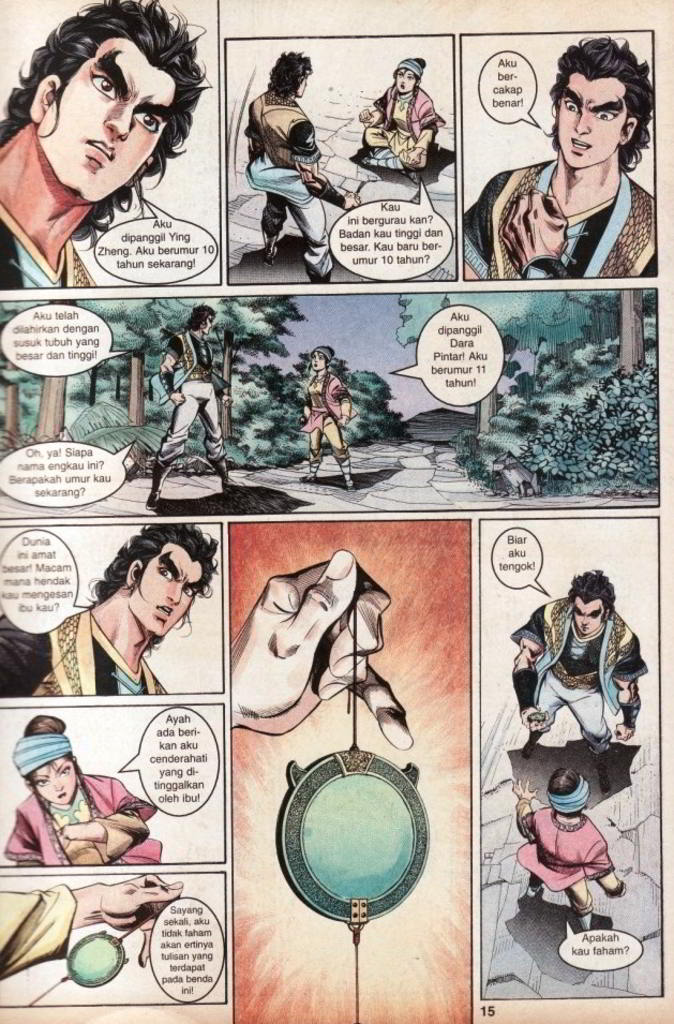 Aku
dipanggil Ying
Zheng. Aku berumur 10
tahun sekarang!
Kau
ini bergurau kan?
Badan kau tinggi dan
besar. Kau baru ber-
umur 10 tahun?
Aku
ber-
cakap
benar!
Aku telah
dilahirkan dengan
susuk tubuh yang
besar dan tinggi!
Oh, ya! Siapa
nama engkau ini?
Berapakah umur kau
sekarang?
Aku
dipanggil
Dara
Pintar! Aku
berumur 11
tahun!
Dunia
ini amat
besar! Macam
mana hendak
kau mengesan
ibu kau?
Ayah
ada beri-
kan aku
cenderahati
yang di-
tinggalkan
oleh ibu!
Sayang
sekali, aku
tidak faham
akan ertinya
tulisan yang
terdapat
pada benda
ini!
Biar
aku
tengok!
Apakah
kau faham?
15